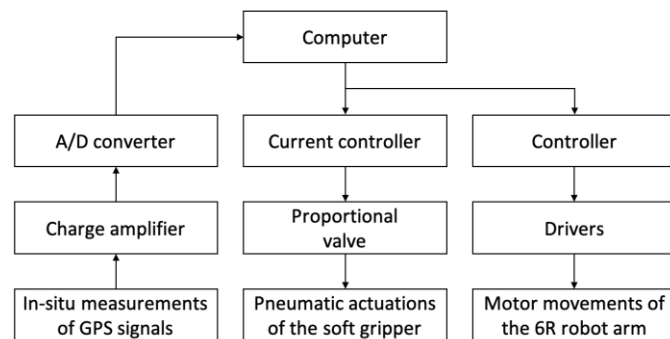 Computer
A/D converter
Current controller
Controller
Charge amplifier
Proportional
valve
Drivers
In-situ measurements
of GPS signals
Pneumatic actuations
of the soft gripper
Motor movements of
the 6R robot arm